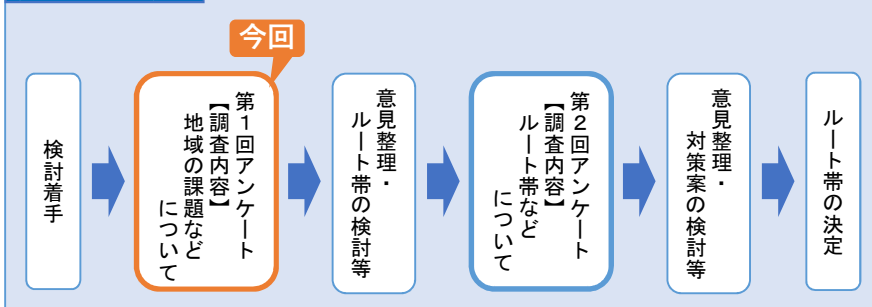 今回
検討着手
第１回アンケート
【調査内容】
地域の課題など
について
意見整理・
ルート帯の検討等
第２回アンケート
【調査内容】
ルート帯など
について
意見整理・
対策案の検討等
ルート帯の決定